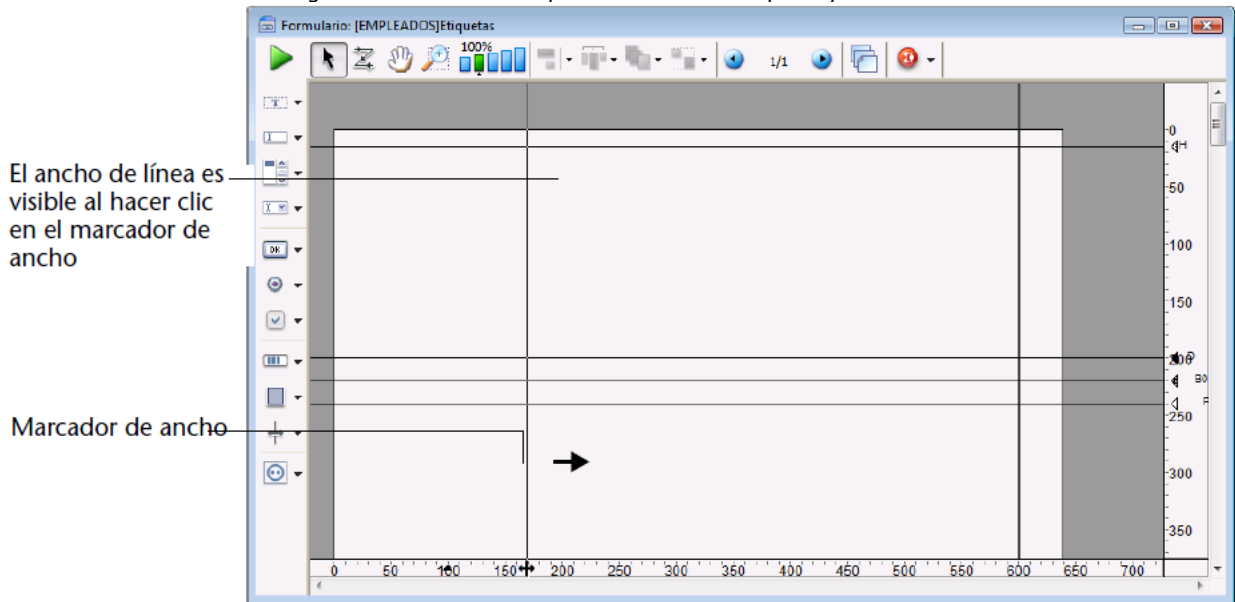 Formulario: [EMPLEADOS]Etiquetas
100%
1/1
El ancho de línea es
visible al hacer clic
en el marcador de
ancho
Marcador de ancho
OK
0
H
50
100
150
200
B0
F
250
300
350
0 50 100 150 200 250 300 350 400 450 500 550 600 650 700